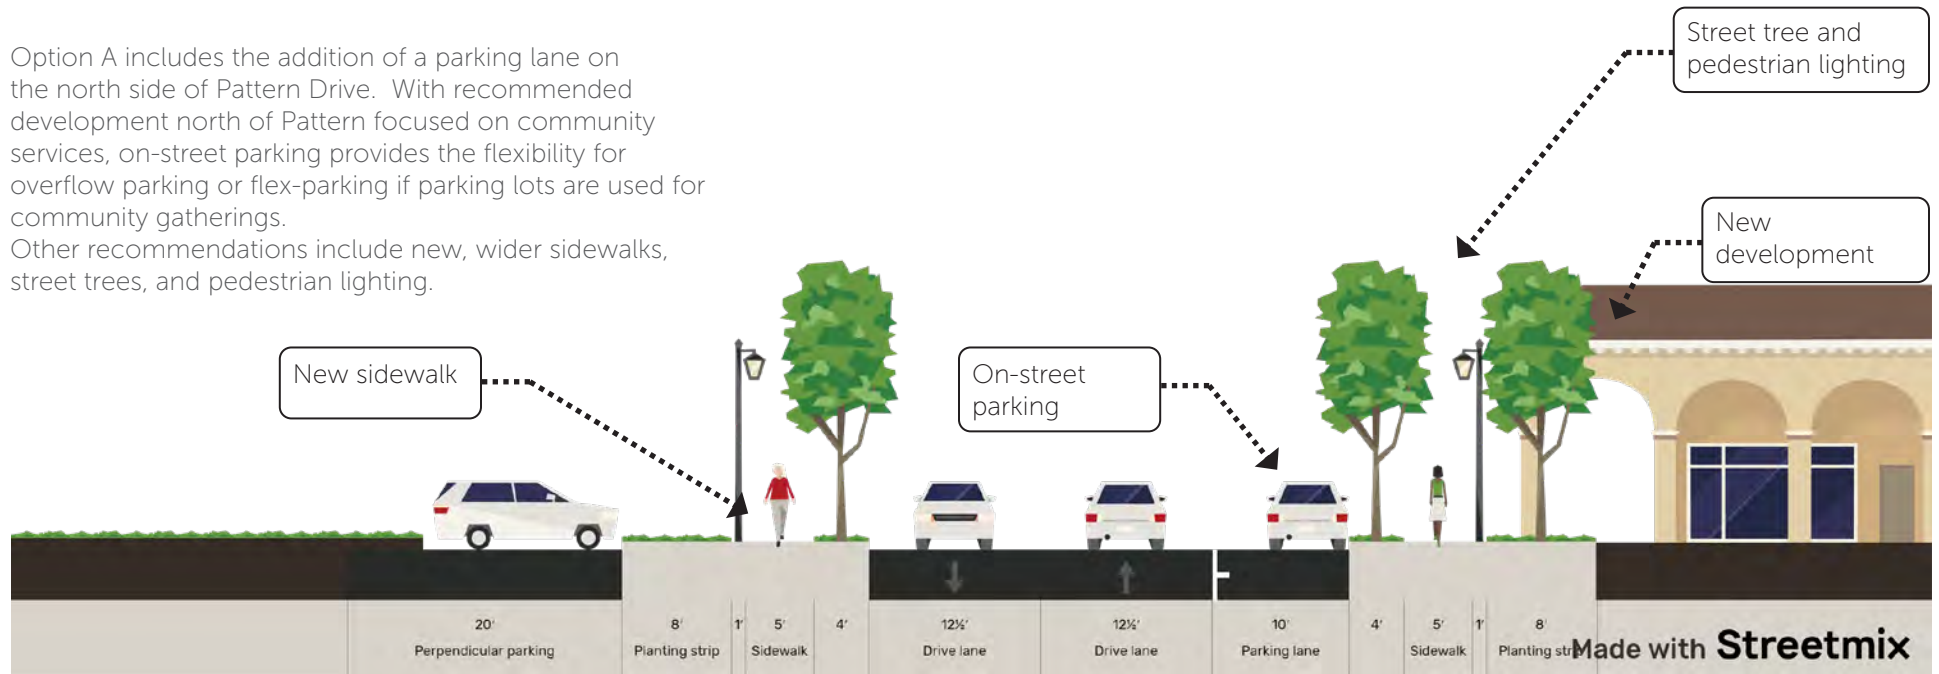 Option A includes the addition of a parking lane on
the north side of Pattern Drive. With recommended
development north of Pattern focused on community
services, on-street parking provides the flexibility for
overflow parking or flex-parking if parking lots are used for
community gatherings.
Other recommendations include new, wider sidewalks,
street trees, and pedestrian lighting.
Street tree and
pedestrian lighting
New
development
New sidewalk
On-street
parking
20'
Perpendicular parking
8'
Planting strip
1'
5'
Sidewalk
4'
12½'
Drive lane
12½'
Drive lane
10'
Parking lane
4'
5'
Sidewalk
1'
8'
Planting
Made with Streetmix